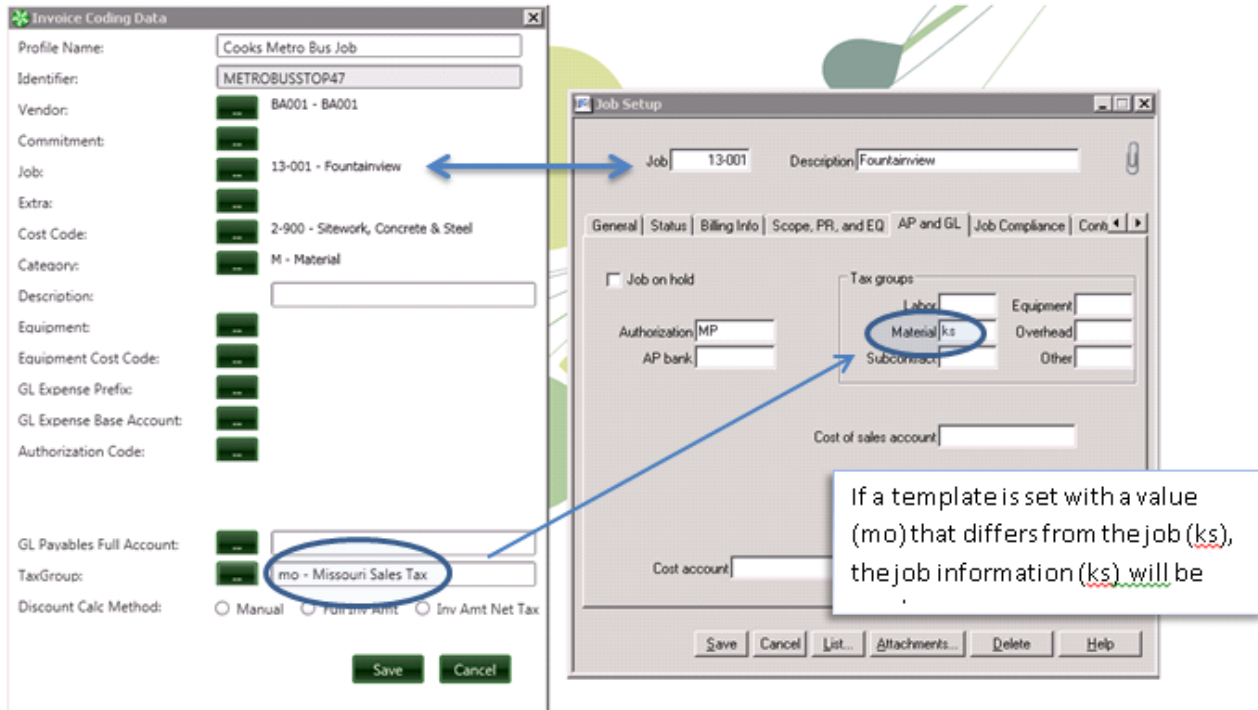 Invoice Coding Data
Profile Name: Cooks Metro Bus Job
Identifier: METROBUSSTOP47
Vendor: ... BA001 - BA001
Commitment: ...
Job: ... 13-001 - Fountainview
Extra: ...
Cost Code: ... 2-900 - Sitework, Concrete & Steel
Category: ... M - Material
Description:
Equipment: ...
Equipment Cost Code: ...
GL Expense Prefix: ...
GL Expense Base Account: ...
Authorization Code: ...
GL Payables Full Account: ...
TaxGroup: ... mo - Missouri Sales Tax
Discount Calc Method: Manual Full Inv Amt Inv Amt Net Tax
Save Cancel
Job Setup
Job 13-001 Description Fountainview
General Status Billing Info Scope, PR, and EQ AP and GL Job Compliance
Job on hold
Authorization MP
AP bank
Tax groups
Labor Equipment
Material ks Overhead
Subcontract Other
Cost of sales account
Cost account
Save Cancel List... Attachments... Delete Help
If a template is set with a value
(mo) that differs from the job (ks),
the job information (ks) will be